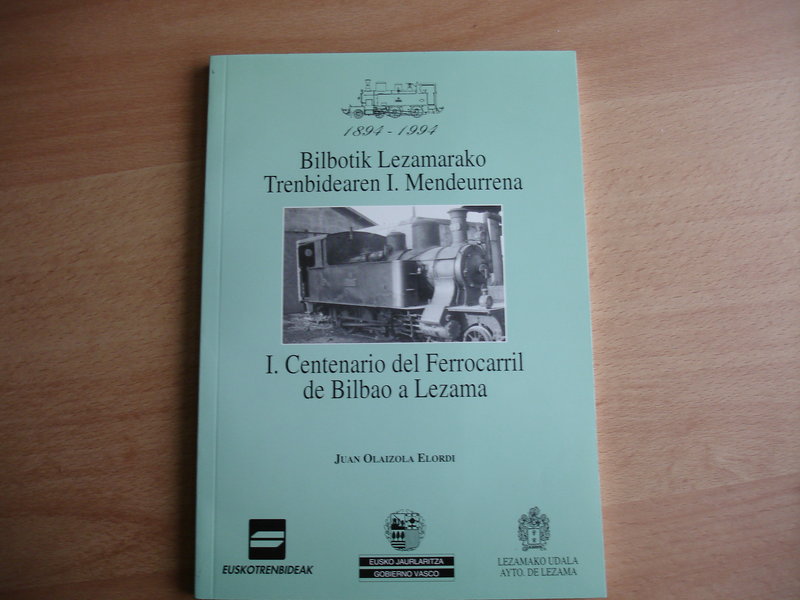 1894 - 1994
Bilbotik Lezamarako
Trenbidearen I. Mendeurrena
I. Centenario del Ferrocarril
de Bilbao a Lezama
JUAN OLAIZOLA ELORDI
EUSKOTRENBIDEAK
EUSKO JAURLARITZA
GOBIERNO VASCO
LEZAMAKO UDALA
AYTO. DE LEZAMA